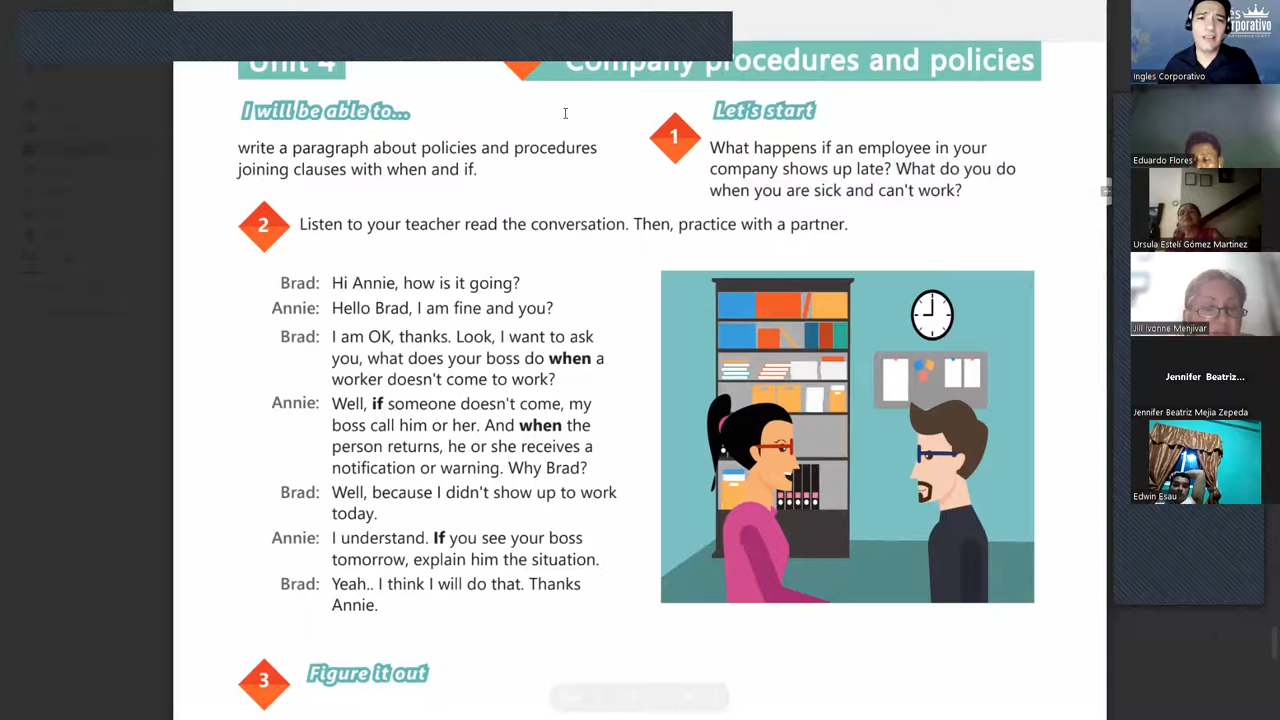 Unit 4
Company procedures and policies
I will be able to...
write a paragraph about policies and procedures
joining clauses with when and if.
1
Let's start
What happens if an employee in your
company shows up late? What do you do
when you are sick and can't work?
2
Listen to your teacher read the conversation. Then, practice with a partner.
Brad: Hi Annie, how is it going?
Annie: Hello Brad, I am fine and you?
Brad: I am OK, thanks. Look, I want to ask
you, what does your boss do when a
worker doesn't come to work?
Annie: Well, if someone doesn't come, my
boss call him or her. And when the
person returns, he or she receives a
notification or warning. Why Brad?
Brad: Well, because I didn't show up to work
today.
Annie: I understand. If you see your boss
tomorrow, explain him the situation.
Brad: Yeah.. I think I will do that. Thanks
Annie.
3
Figure it out
Ingles Corporativo
Eduardo Flores
Ursula Estelí Gómez Martinez
Jill Ivonne Menjivar
Jennifer Beatriz...
Jennifer Beatriz Mejia Zepeda
Edwin Esau